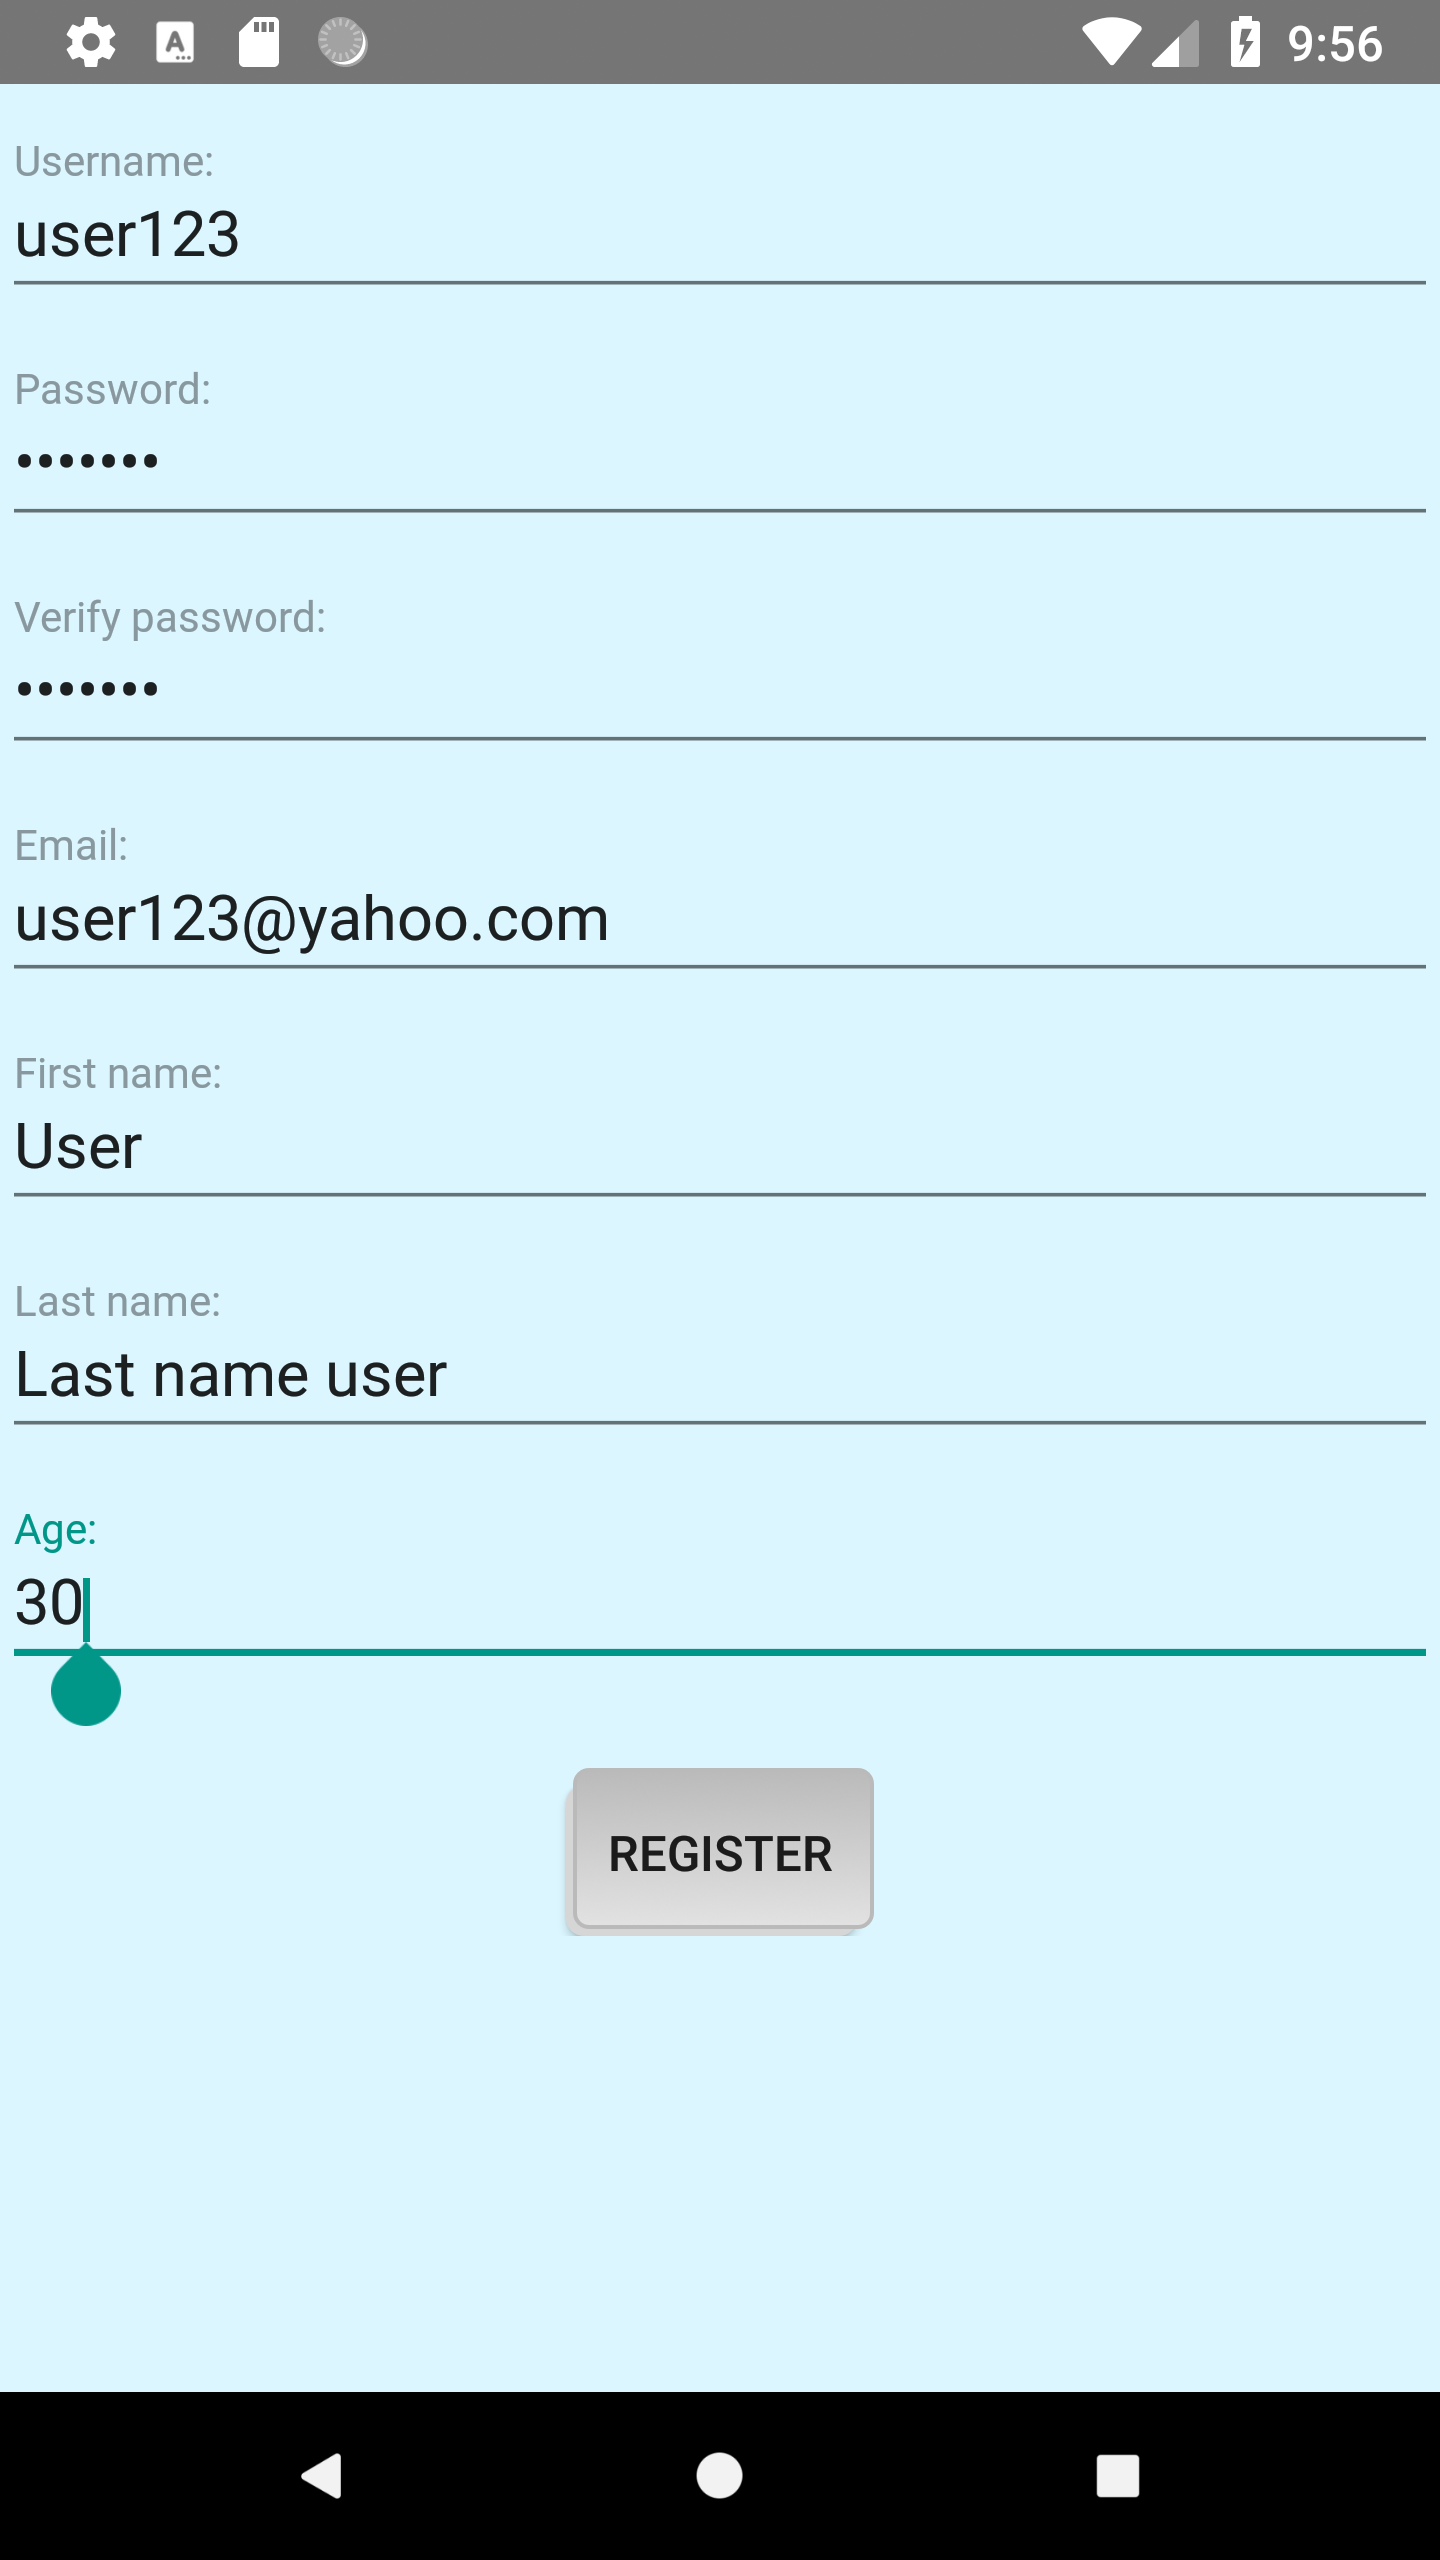 9:56
Username:
user123
Password:
•••••••
Verify password:
•••••••
Email:
user123@yahoo.com
First name:
User
Last name:
Last name user
Age:
30
REGISTER